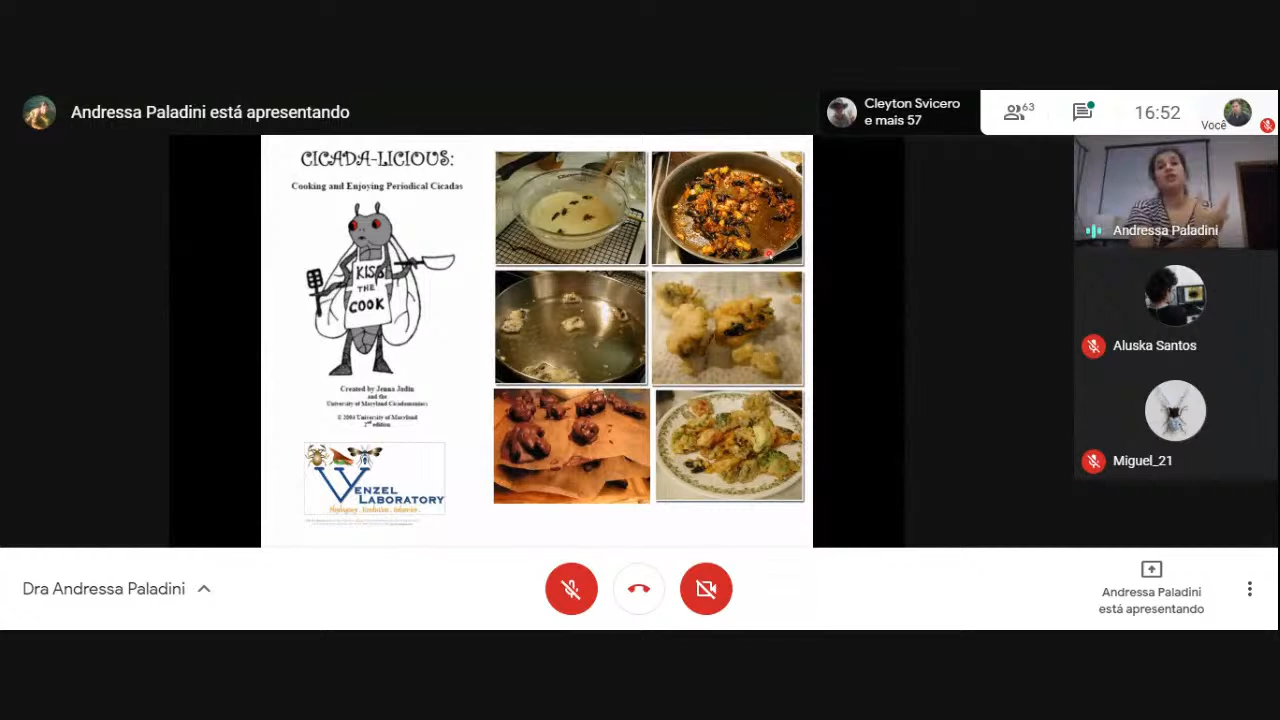 Andressa Paladini está apresentando
Cleyton Svicero
e mais 57
63
16:52
Você
CICADA-LICIOUS:
Cooking and Enjoying Periodical Cicadas
KISS
THE
COOK
Created by Jenna Jadin
and the
University of Maryland Cicadamaniacs
© 2004 University of Maryland
2nd edition
WENZEL
LABORATORY
Andressa Paladini
Aluska Santos
Miguel_21
Dra Andressa Paladini
Andressa Paladini
está apresentando